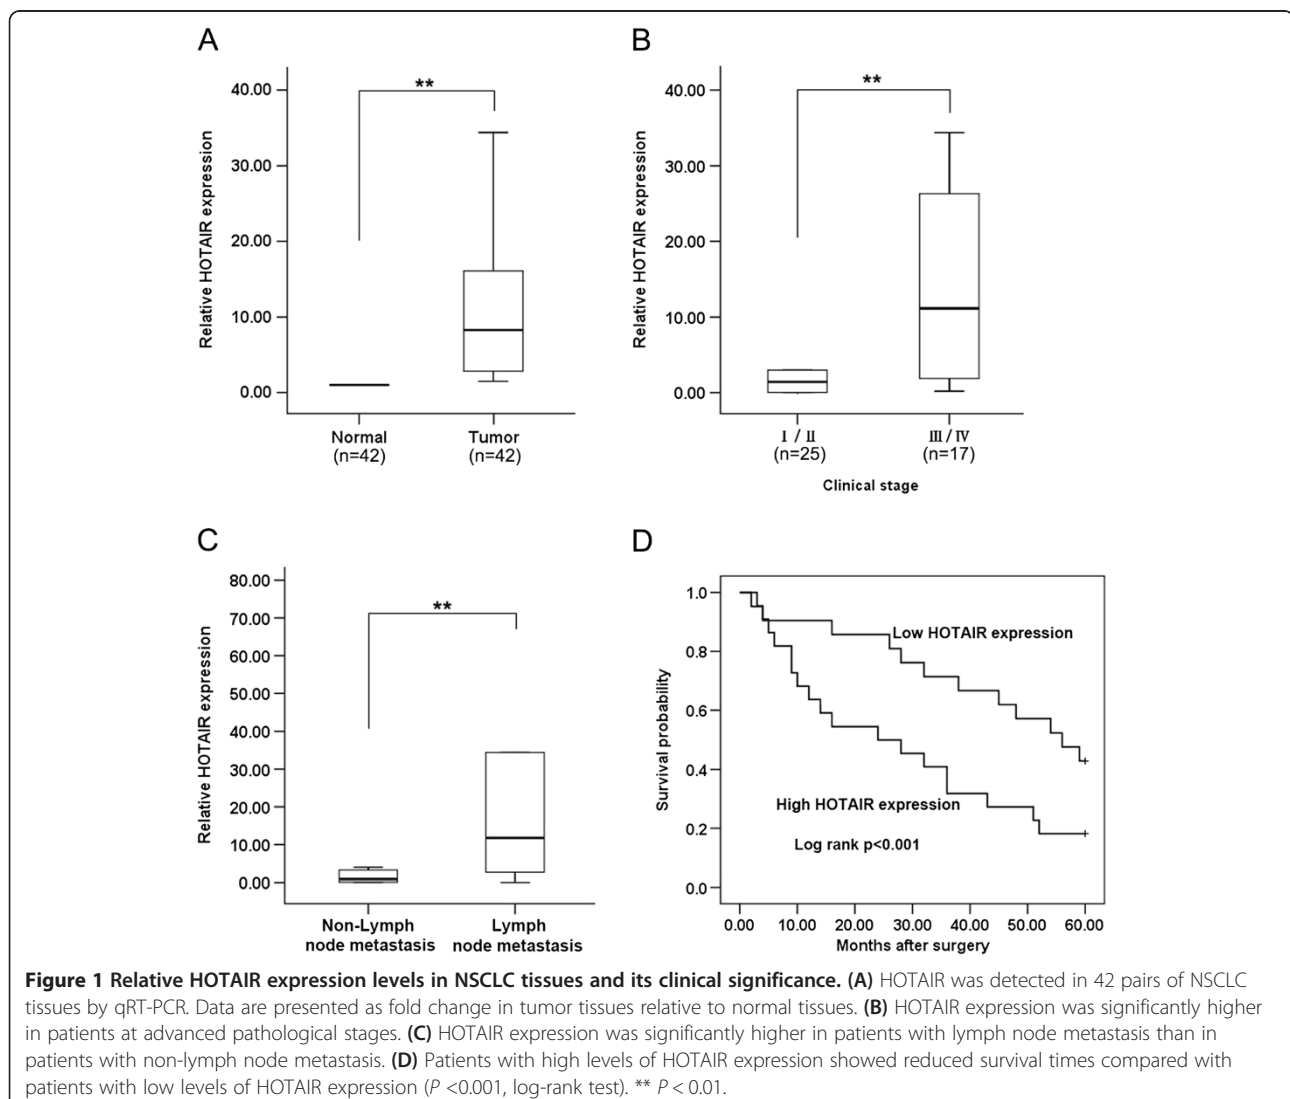 A
Relative HOTAIR expression
40.00
30.00
20.00
10.00
0.00
**
Normal
(n=42)
Tumor
(n=42)
B
Relative HOTAIR expression
40.00
30.00
20.00
10.00
0.00
**
I / II
(n=25)
III / IV
(n=17)
Clinical stage
C
Relative HOTAIR expression
80.00
70.00
60.00
50.00
40.00
30.00
20.00
10.00
0.00
**
Non-Lymph
node metastasis
Lymph
node metastasis
D
Survival probability
1.0
0.8
0.6
0.4
0.2
0.0
Low HOTAIR expression
High HOTAIR expression
Log rank p<0.001
0.00 10.00 20.00 30.00 40.00 50.00 60.00
Months after surgery
Figure 1 Relative HOTAIR expression levels in NSCLC tissues and its clinical significance. (A) HOTAIR was detected in 42 pairs of NSCLC
tissues by qRT-PCR. Data are presented as fold change in tumor tissues relative to normal tissues. (B) HOTAIR expression was significantly higher
in patients at advanced pathological stages. (C) HOTAIR expression was significantly higher in patients with lymph node metastasis than in
patients with non-lymph node metastasis. (D) Patients with high levels of HOTAIR expression showed reduced survival times compared with
patients with low levels of HOTAIR expression (P <0.001, log-rank test). ** P < 0.01.